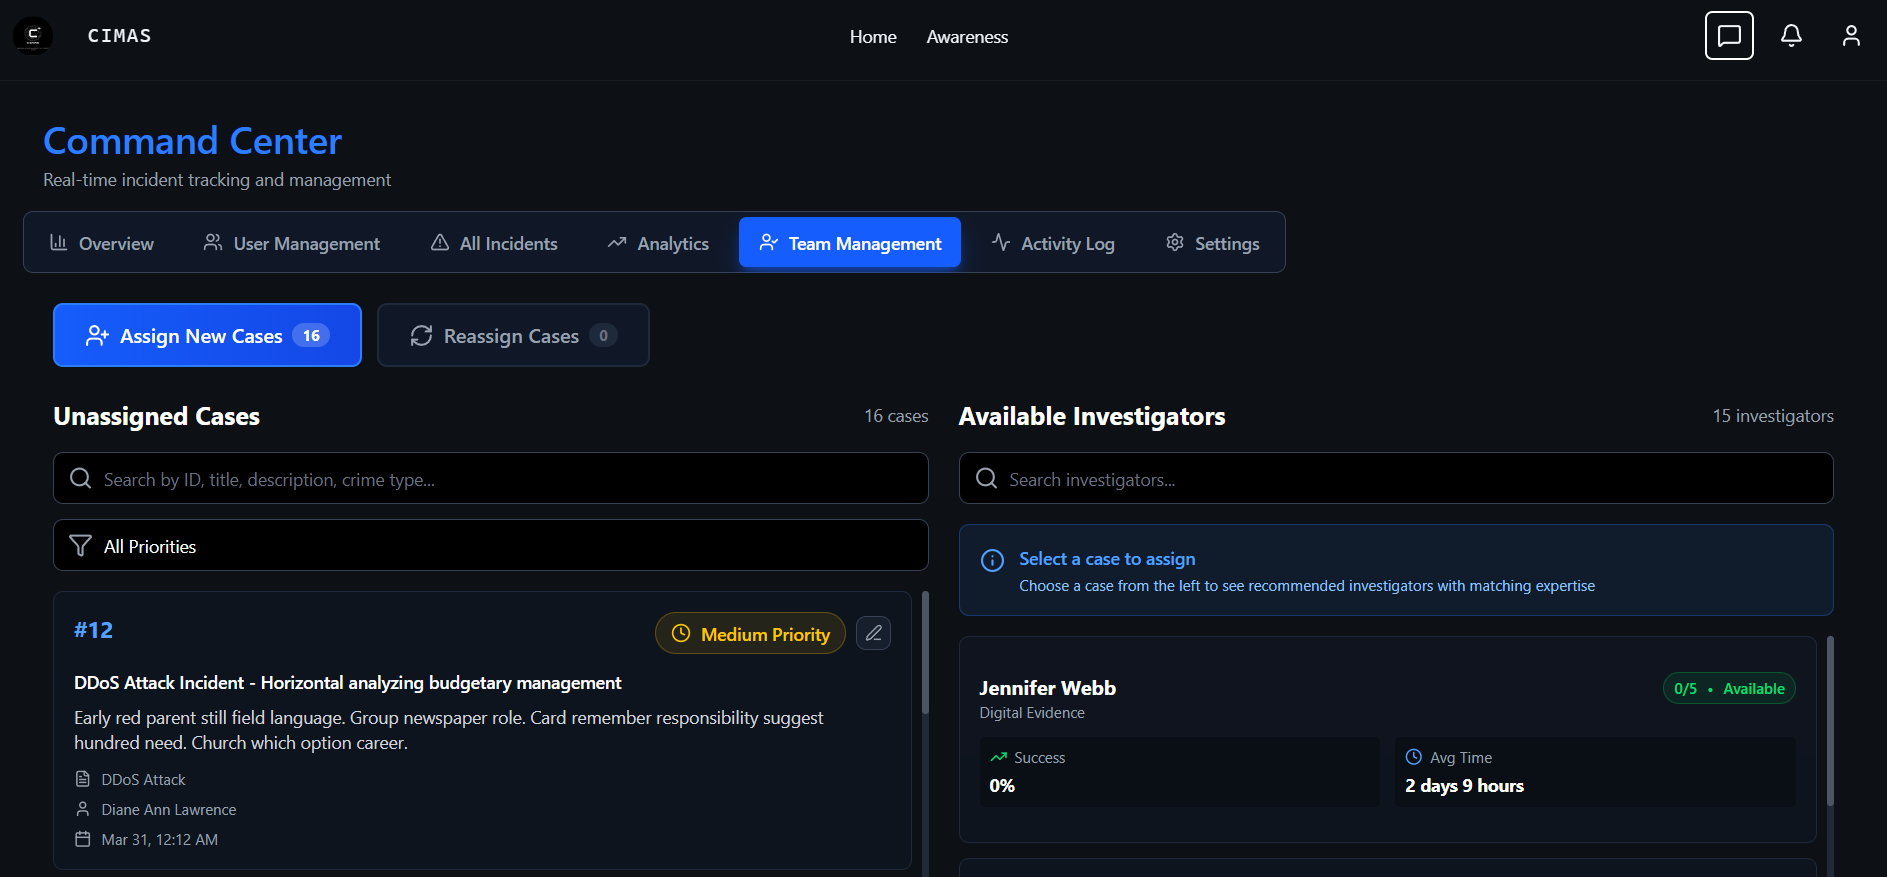 CIMAS
Home
Awareness
Command Center
Real-time incident tracking and management
Overview
User Management
All Incidents
Analytics
Team Management
Activity Log
Settings
Assign New Cases 16
Reassign Cases 0
Unassigned Cases
16 cases
Search by ID, title, description, crime type...
All Priorities
#12
Medium Priority
DDoS Attack Incident - Horizontal analyzing budgetary management
Early red parent still field language. Group newspaper role. Card remember responsibility suggest
hundred need. Church which option career.
DDoS Attack
Diane Ann Lawrence
Mar 31, 12:12 AM
Available Investigators
15 investigators
Search investigators...
Select a case to assign
Choose a case from the left to see recommended investigators with matching expertise
Jennifer Webb
0/5 • Available
Digital Evidence
Success
0%
Avg Time
2 days 9 hours